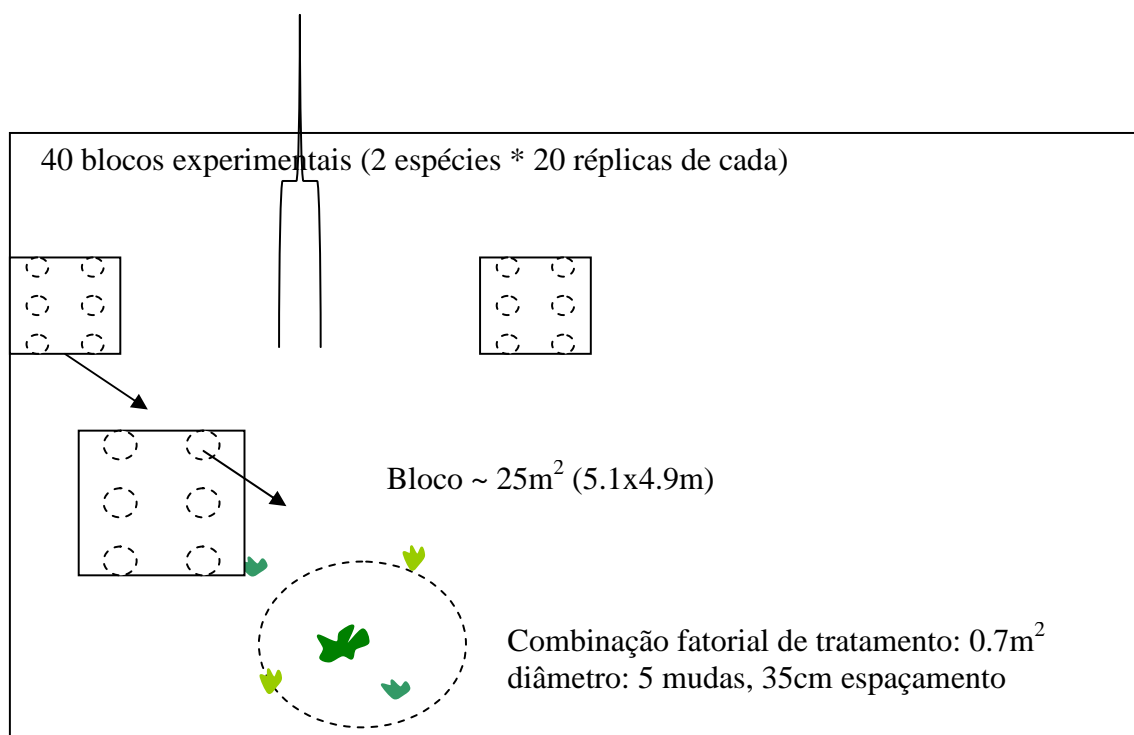 40 blocos experimentais (2 espécies * 20 réplicas de cada)
Bloco ~ 25m² (5.1x4.9m)
Combinação fatorial de tratamento: 0.7m²
diâmetro: 5 mudas, 35cm espaçamento